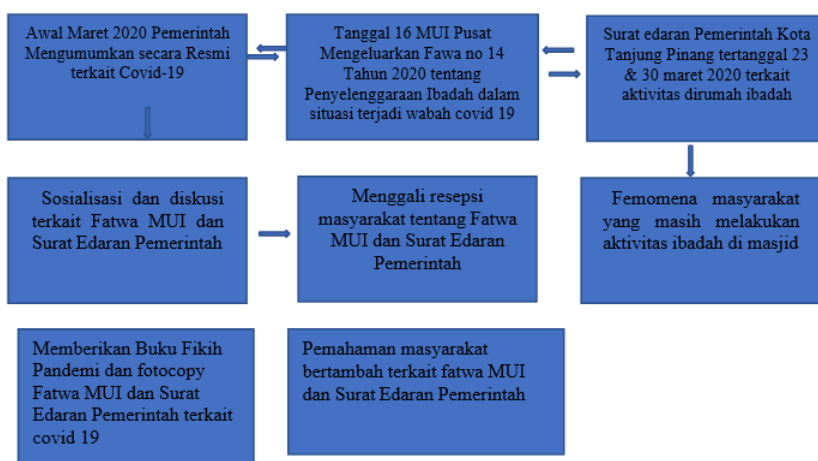 Awal Maret 2020 Pemerintah
Mengumumkan secara Resmi
terkait Covid-19
Tanggal 16 MUI Pusat
Mengeluarkan Fawa no 14
Tahun 2020 tentang
Penyelenggaraan Ibadah dalam
situasi terjadi wabah covid 19
Surat edaran Pemerintah Kota
Tanjung Pinang tertanggal 23
& 30 maret 2020 terkait
aktivitas dirumah ibadah
Sosialisasi dan diskusi
terkait Fatwa MUI dan
Surat Edaran Pemerintah
Menggali resepsi
masyarakat tentang Fatwa
MUI dan Surat Edaran
Pemerintah
Femomena masyarakat
yang masih melakukan
aktivitas ibadah di masjid
Memberikan Buku Fikih
Pandemi dan fotocopy
Fatwa MUI dan Surat
Edaran Pemerintah terkait
covid 19
Pemahaman masyarakat
bertambah terkait fatwa MUI
dan Surat Edaran Pemerintah